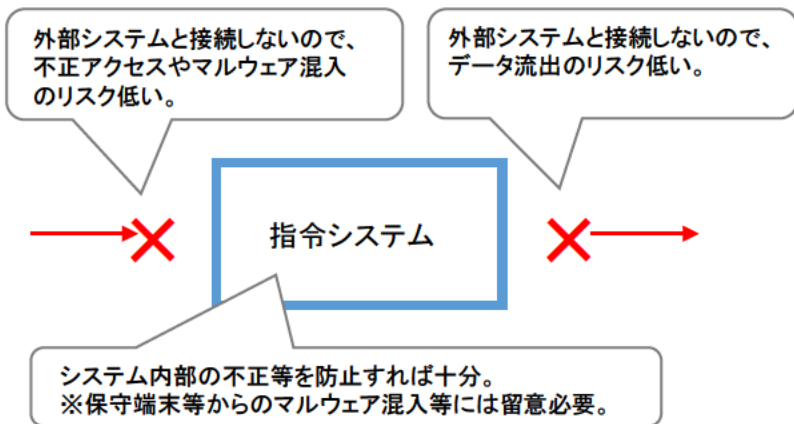 外部システムと接続しないので、
不正アクセスやマルウェア混入
のリスク低い。
外部システムと接続しないので、
データ流出のリスク低い。
指令システム
システム内部の不正等を防止すれば十分。
※保守端末等からのマルウェア混入等には留意必要。